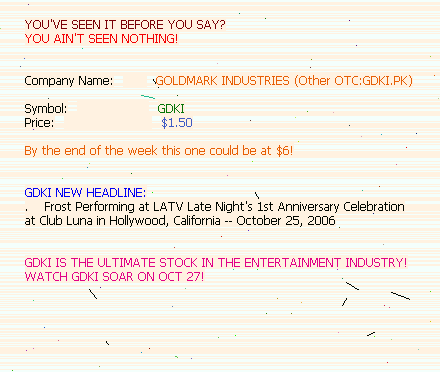 YOU'VE SEEN IT BEFORE YOU SAY?
YOU AIN'T SEEN NOTHING!
Company Name: GOLDMARK INDUSTRIES (Other OTC:GDKI.PK)
Symbol: GDKI
Price: $1.50
By the end of the week this one could be at $6!
GDKI NEW HEADLINE:
. Frost Performing at LATV Late Night's 1st Anniversary Celebration
at Club Luna in Hollywood, California -- October 25, 2006
GDKI IS THE ULTIMATE STOCK IN THE ENTERTAINMENT INDUSTRY!
WATCH GDKI SOAR ON OCT 27!